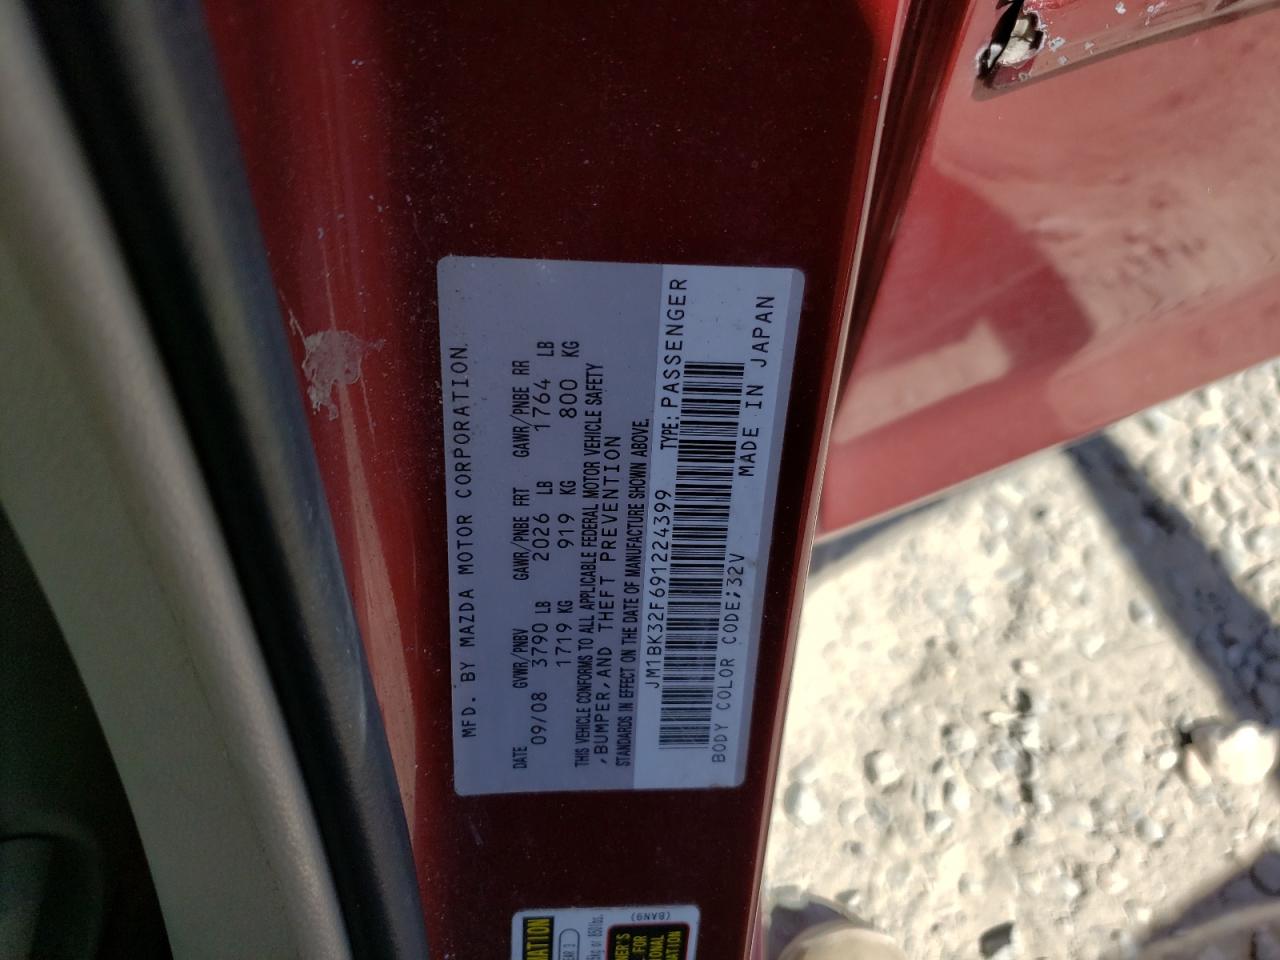 MFD. BY MAZDA MOTOR CORPORATION
DATE GVWR/PNBV GAWR/PNBE FRT GAWR/PNBE RR
09/08 3790 LB 2026 LB 1764 LB
1719 KG 919 KG 800 KG
THIS VEHICLE CONFORMS TO ALL APPLICABLE FEDERAL MOTOR VEHICLE SAFETY
,BUMPER,AND THEFT PREVENTION
STANDARDS IN EFFECT ON THE DATE OF MANUFACTURE SHOWN ABOVE.
JM1BK32F691224399 TYPE: PASSENGER
BODY COLOR CODE;32V MADE IN JAPAN
(BAN9)